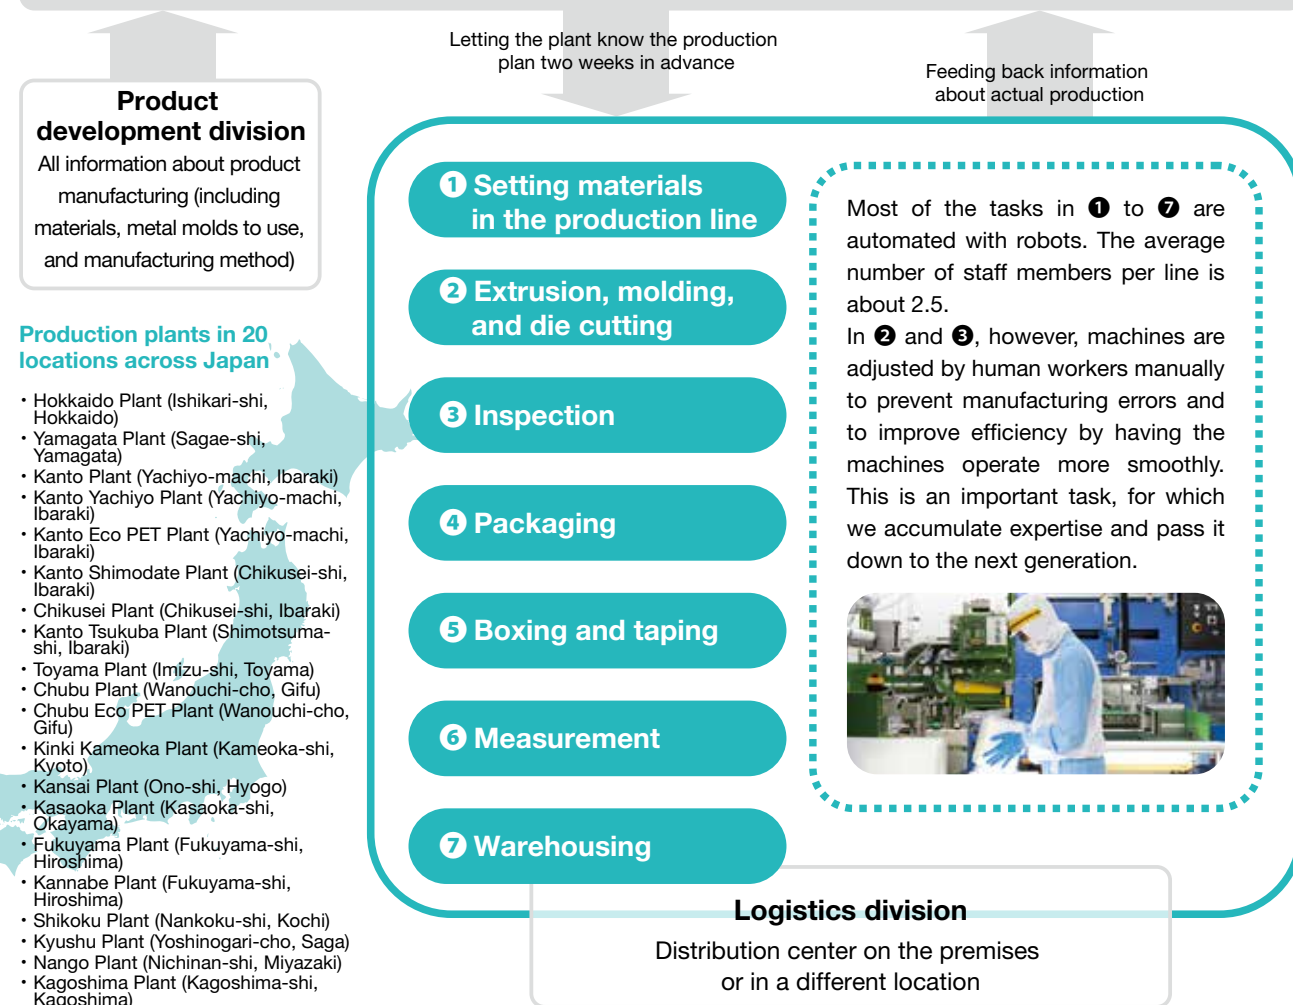 Letting the plant know the production
plan two weeks in advance
Feeding back information
about actual production
Product
development division
All information about product
manufacturing (including
materials, metal molds to use,
and manufacturing method)
Production plants in 20
locations across Japan
・Hokkaido Plant (Ishikari-shi,
Hokkaido)
・Yamagata Plant (Sagae-shi,
Yamagata)
・Kanto Plant (Yachiyo-machi, Ibaraki)
・Kanto Yachiyo Plant (Yachiyo-machi,
Ibaraki)
・Kanto Eco PET Plant (Yachiyo-machi,
Ibaraki)
・Kanto Shimodate Plant (Chikusei-shi,
Ibaraki)
・Chikusei Plant (Chikusei-shi, Ibaraki)
・Kanto Tsukuba Plant (Shimotsuma-
shi, Ibaraki)
・Toyama Plant (Imizu-shi, Toyama)
・Chubu Plant (Wanouchi-cho, Gifu)
・Chubu Eco PET Plant (Wanouchi-cho,
Gifu)
・Kinki Kameoka Plant (Kameoka-shi,
Kyoto)
・Kansai Plant (Ono-shi, Hyogo)
・Kasaoka Plant (Kasaoka-shi,
Okayama)
・Fukuyama Plant (Fukuyama-shi,
Hiroshima)
・Kannabe Plant (Fukuyama-shi,
Hiroshima)
・Shikoku Plant (Nankoku-shi, Kochi)
・Kyushu Plant (Yoshinogari-cho, Saga)
・Nango Plant (Nichinan-shi, Miyazaki)
・Kagoshima Plant (Kagoshima-shi,
Kagoshima)
❶ Setting materials
in the production line
❷ Extrusion, molding,
and die cutting
❸ Inspection
❹ Packaging
❺ Boxing and taping
❻ Measurement
❼ Warehousing
Most of the tasks in ❶ to ❼ are
automated with robots. The average
number of staff members per line is
about 2.5.
In ❷ and ❸, however, machines are
adjusted by human workers manually
to prevent manufacturing errors and
to improve efficiency by having the
machines operate more smoothly.
This is an important task, for which
we accumulate expertise and pass it
down to the next generation.
Logistics division
Distribution center on the premises
or in a different location